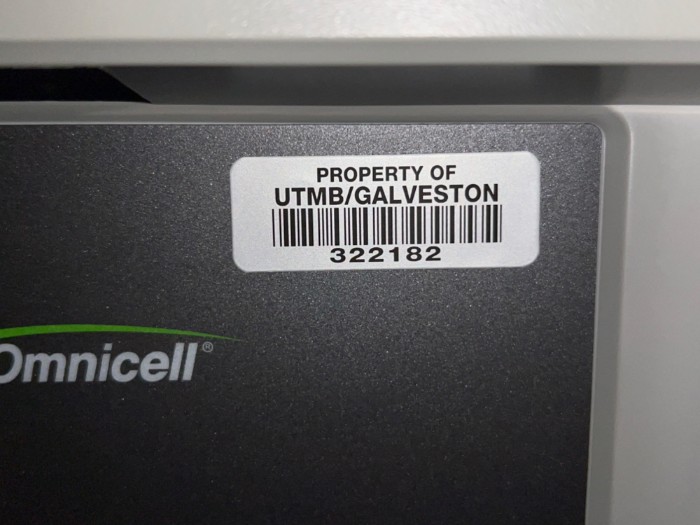 PROPERTY OF
UTMB/GALVESTON
322182
Omnicell®